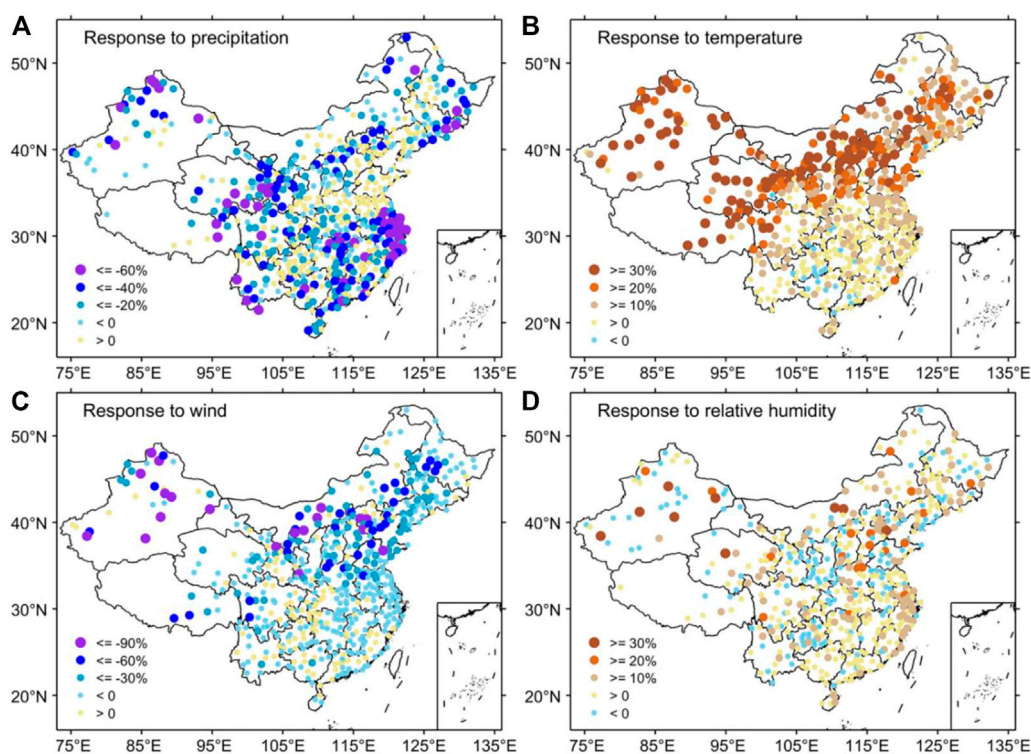 A
Response to precipitation
50°N
40°N
30°N
20°N
<= -60%
<= -40%
<= -20%
< 0
> 0
75°E 85°E 95°E 105°E 115°E 125°E 135°E
B
Response to temperature
50°N
40°N
30°N
20°N
>= 30%
>= 20%
>= 10%
> 0
< 0
75°E 85°E 95°E 105°E 115°E 125°E 135°E
C
Response to wind
50°N
40°N
30°N
20°N
<= -90%
<= -60%
<= -30%
< 0
> 0
75°E 85°E 95°E 105°E 115°E 125°E 135°E
D
Response to relative humidity
50°N
40°N
30°N
20°N
>= 30%
>= 20%
>= 10%
> 0
< 0
75°E 85°E 95°E 105°E 115°E 125°E 135°E